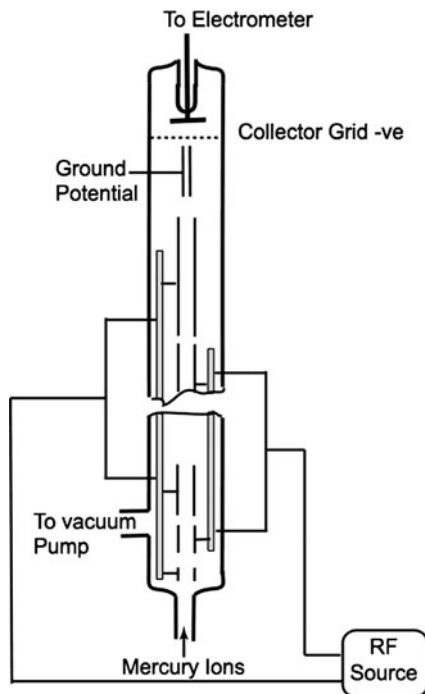 To Electrometer
Collector Grid -ve
Ground
Potential
To vacuum
Pump
Mercury Ions
RF
Source